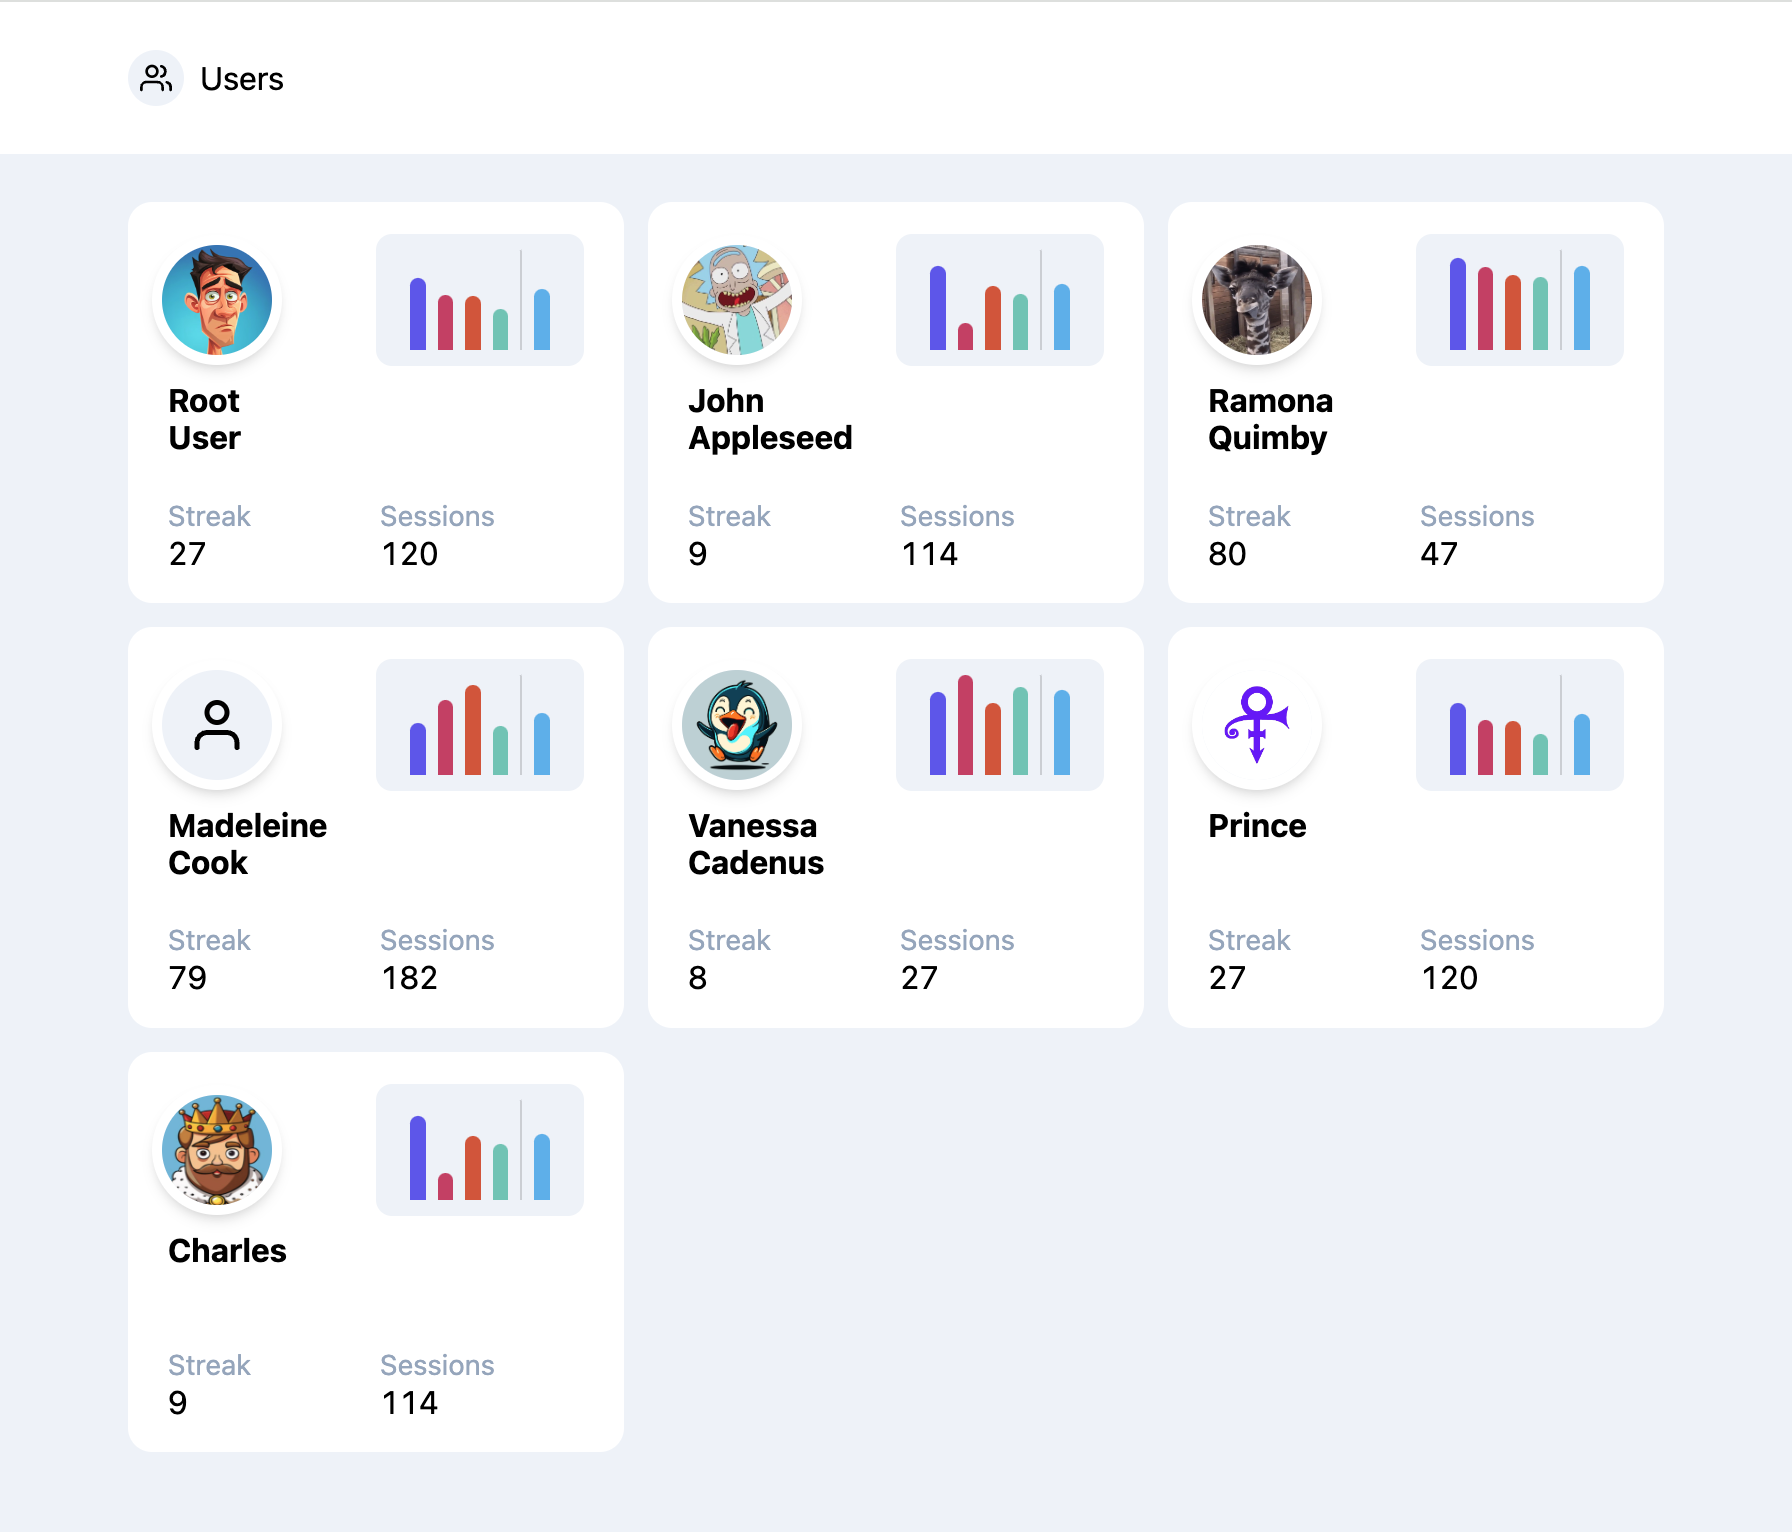 Users
Root
User
Streak
27
Sessions
120
John
Appleseed
Streak
9
Sessions
114
Ramona
Quimby
Streak
80
Sessions
47
Madeleine
Cook
Streak
79
Sessions
182
Vanessa
Cadenus
Streak
8
Sessions
27
Prince
Streak
27
Sessions
120
Charles
Streak
9
Sessions
114